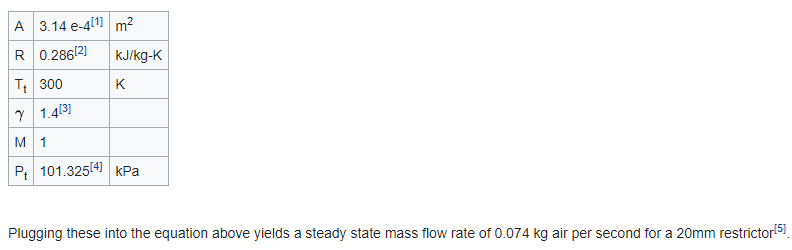 A 3.14 e-4[1] m²
R 0.286[2] kJ/kg-K
Tₜ 300 K
γ 1.4[3]
M 1
Pₜ 101.325[4] kPa
Plugging these into the equation above yields a steady state mass flow rate of 0.074 kg air per second for a 20mm restrictor[5].